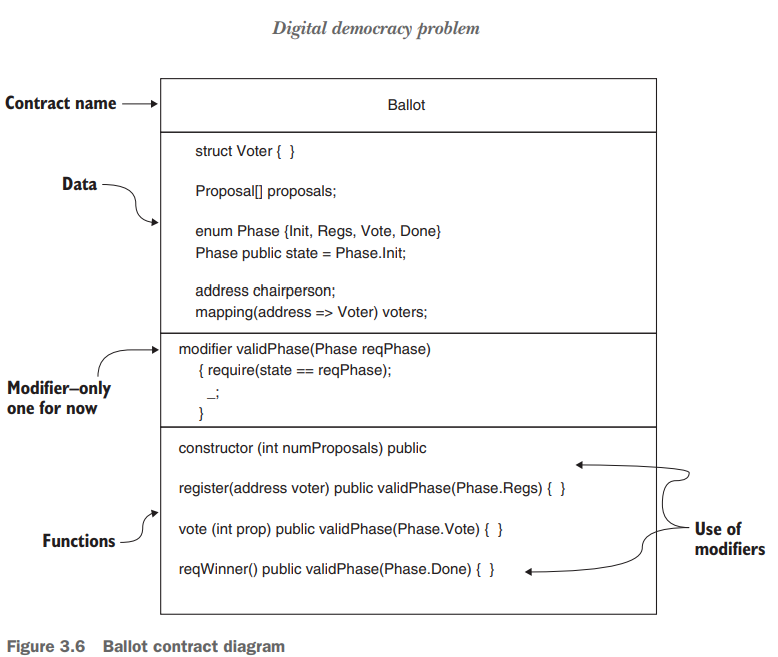 Digital democracy problem
Contract name
Ballot
Data
struct Voter { }
Proposal[] proposals;
enum Phase {Init, Regs, Vote, Done}
Phase public state = Phase.Init;
address chairperson;
mapping(address => Voter) voters;
Modifier–only
one for now
modifier validPhase(Phase reqPhase)
{ require(state == reqPhase);
_;
}
Functions
constructor (int numProposals) public
register(address voter) public validPhase(Phase.Regs) { }
vote (int prop) public validPhase(Phase.Vote) { }
reqWinner() public validPhase(Phase.Done) { }
Use of
modifiers
Figure 3.6 Ballot contract diagram